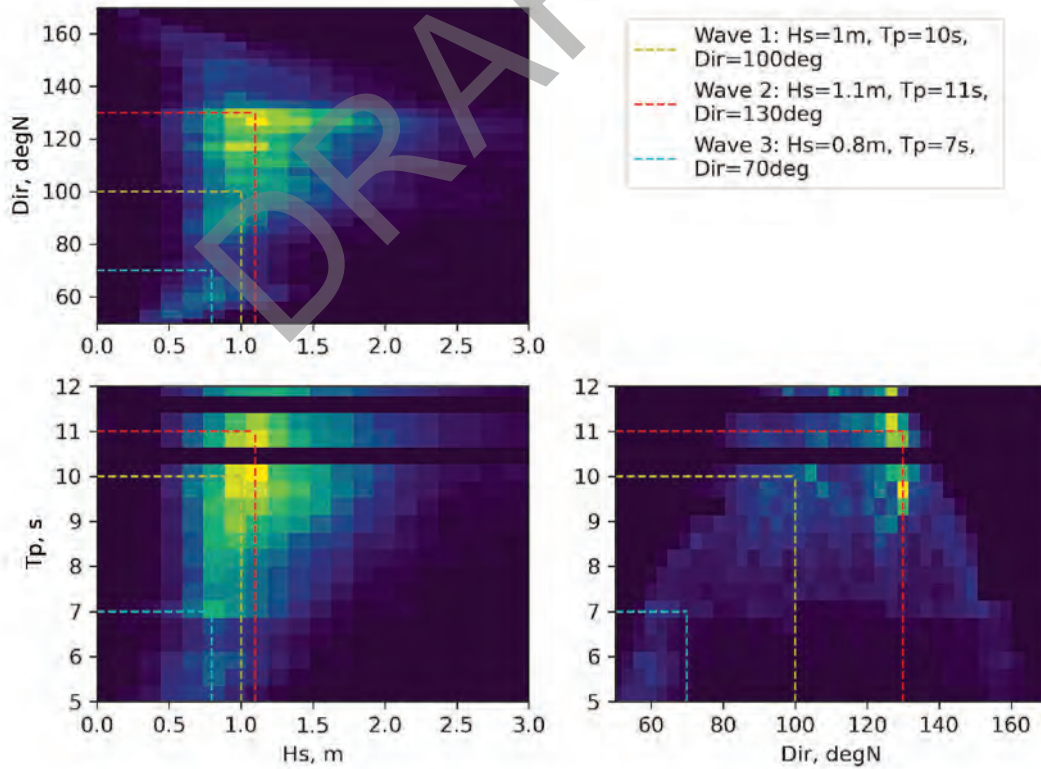 170
160
140
120
100
80
60
Dir, degN
0.0 0.5 1.0 1.5 2.0 2.5 3.0
Wave 1: Hs=1m, Tp=10s,
Dir=100deg
Wave 2: Hs=1.1m, Tp=11s,
Dir=130deg
Wave 3: Hs=0.8m, Tp=7s,
Dir=70deg
DRA
12
11
10
9
8
7
6
5
Tp, s
0.0 0.5 1.0 1.5 2.0 2.5 3.0
Hs, m
12
11
10
9
8
7
6
5
60 80 100 120 140 160
Dir, degN